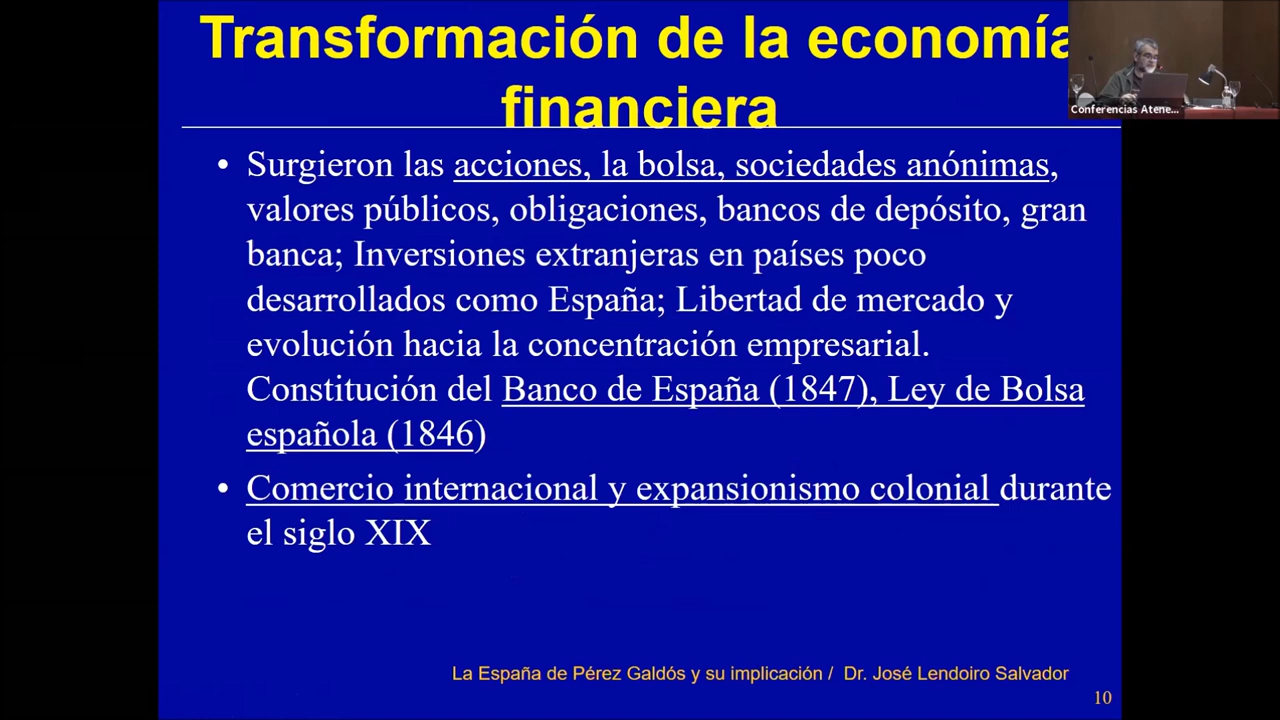 Transformación de la economía
financiera
Conferencias Atene...
• Surgieron las acciones, la bolsa, sociedades anónimas,
valores públicos, obligaciones, bancos de depósito, gran
banca; Inversiones extranjeras en países poco
desarrollados como España; Libertad de mercado y
evolución hacia la concentración empresarial.
Constitución del Banco de España (1847), Ley de Bolsa
española (1846)
• Comercio internacional y expansionismo colonial durante
el siglo XIX
La España de Pérez Galdós y su implicación / Dr. José Lendoiro Salvador
10